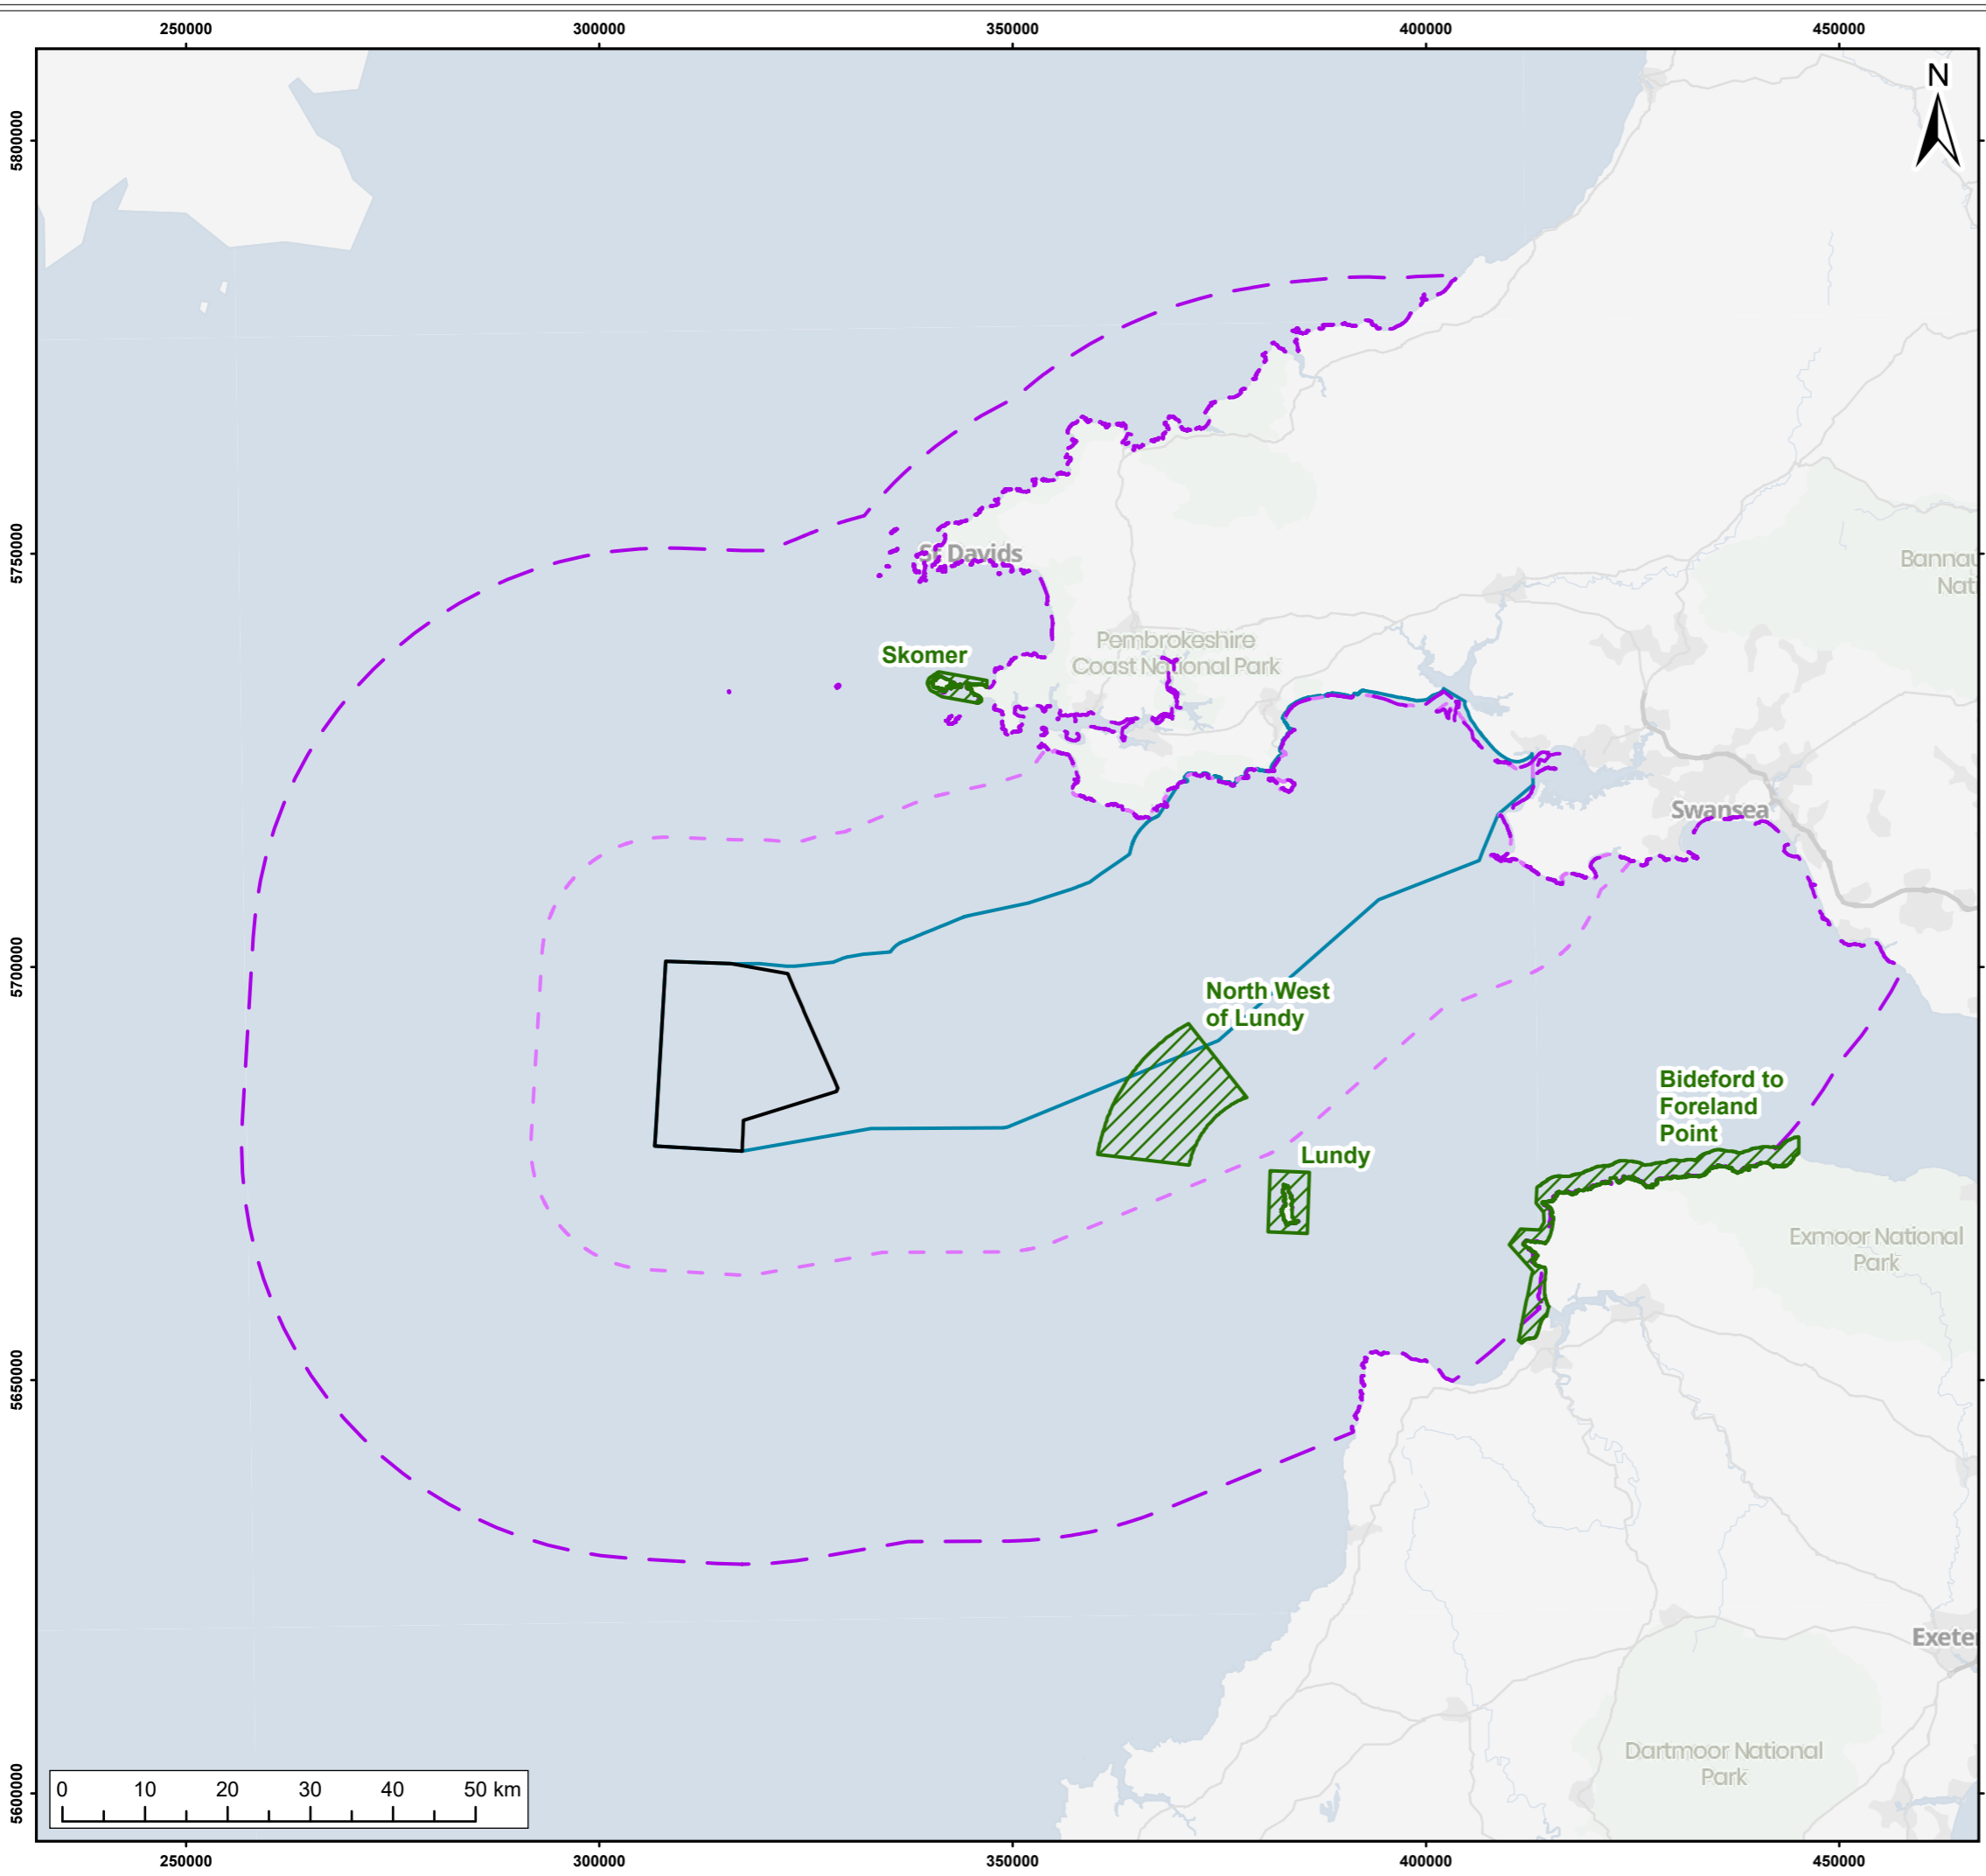 250000 300000 350000 400000 450000
N
5800000
5750000
5700000
5650000
5600000
St Davids
Bannau
Nati
Pembrokeshire
Coast National Park
Skomer
Swansea
North West
of Lundy
Bideford to
Foreland
Point
Lundy
Exmoor National
Park
Exeter
Dartmoor National
Park
0 10 20 30 40 50 km
250000 300000 350000 400000 450000